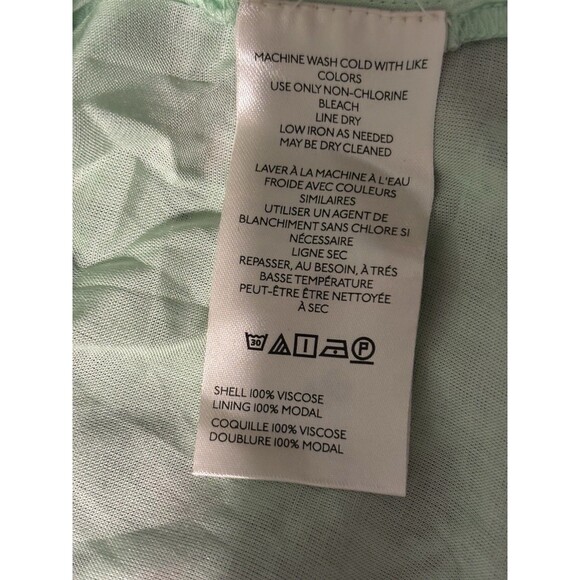 MACHINE WASH COLD WITH LIKE
COLORS
USE ONLY NON-CHLORINE
BLEACH
LINE DRY
LOW IRON AS NEEDED
MAY BE DRY CLEANED
LAVER À LA MACHINE À L'EAU
FROIDE AVEC COULEURS
SIMILAIRES
UTILISER UN AGENT DE
BLANCHIMENT SANS CHLORE SI
NÉCESSAIRE
LIGNE SEC
REPASSER, AU BESOIN, À TRÉS
BASSE TEMPÉRATURE
PEUT-ÊTRE ÊTRE NETTOYÉE
À SEC
30 P
SHELL 100% VISCOSE
LINING 100% MODAL
COQUILLE 100% VISCOSE
DOUBLURE 100% MODAL